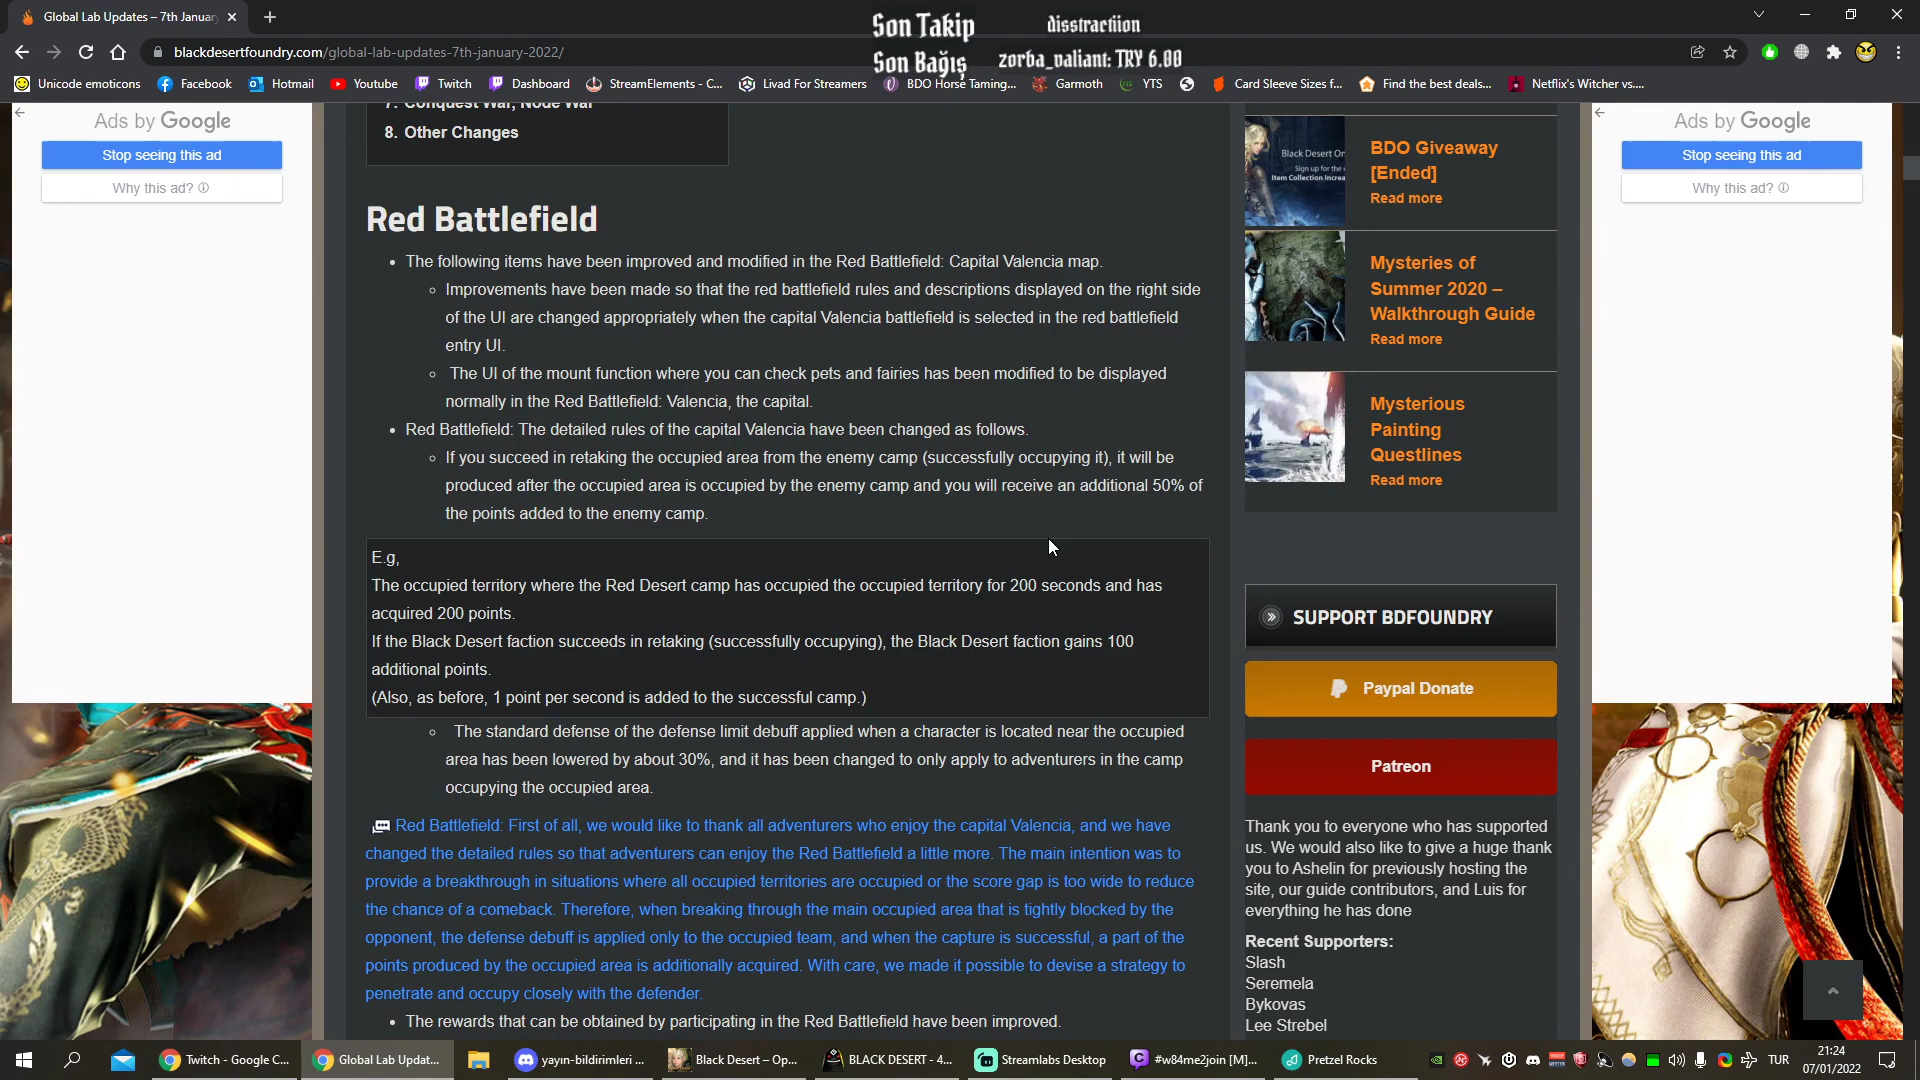 Global Lab Updates – 7th Januar
Son Takip
disstractiion
Son Bağış
zorba_valiant: TRY 6.00
blackdesertfoundry.com/global-lab-updates-7th-january-2022/
Unicode emoticons
Facebook
Hotmail
Youtube
Twitch
Dashboard
StreamElements - C...
Livad For Streamers
BDO Horse Taming...
Garmoth
YTS
Card Sleeve Sizes f...
Find the best deals...
Netflix's Witcher vs....
Ads by Google
Stop seeing this ad
Why this ad?
7. Conquest War, Node War
8. Other Changes
Red Battlefield
• The following items have been improved and modified in the Red Battlefield: Capital Valencia map.
Improvements have been made so that the red battlefield rules and descriptions displayed on the right side
of the UI are changed appropriately when the capital Valencia battlefield is selected in the red battlefield
entry UI.
The UI of the mount function where you can check pets and fairies has been modified to be displayed
normally in the Red Battlefield: Valencia, the capital.
• Red Battlefield: The detailed rules of the capital Valencia have been changed as follows.
If you succeed in retaking the occupied area from the enemy camp (successfully occupying it), it will be
produced after the occupied area is occupied by the enemy camp and you will receive an additional 50% of
the points added to the enemy camp.
E.g,
The occupied territory where the Red Desert camp has occupied the occupied territory for 200 seconds and has
acquired 200 points.
If the Black Desert faction succeeds in retaking (successfully occupying), the Black Desert faction gains 100
additional points.
(Also, as before, 1 point per second is added to the successful camp.)
The standard defense of the defense limit debuff applied when a character is located near the occupied
area has been lowered by about 30%, and it has been changed to only apply to adventurers in the camp
occupying the occupied area.
Red Battlefield: First of all, we would like to thank all adventurers who enjoy the capital Valencia, and we have
changed the detailed rules so that adventurers can enjoy the Red Battlefield a little more. The main intention was to
provide a breakthrough in situations where all occupied territories are occupied or the score gap is too wide to reduce
the chance of a comeback. Therefore, when breaking through the main occupied area that is tightly blocked by the
opponent, the defense debuff is applied only to the occupied team, and when the capture is successful, a part of the
points produced by the occupied area is additionally acquired. With care, we made it possible to devise a strategy to
penetrate and occupy closely with the defender.
• The rewards that can be obtained by participating in the Red Battlefield have been improved.
Black Desert On
Sign up for the
Item Collection Increa
BDO Giveaway
[Ended]
Read more
Mysteries of
Summer 2020 –
Walkthrough Guide
Read more
Mysterious
Painting
Questlines
Read more
SUPPORT BDFOUNDRY
Paypal Donate
Patreon
Thank you to everyone who has supported
us. We would also like to give a huge thank
you to Ashelin for previously hosting the
site, our guide contributors, and Luis for
everything he has done
Recent Supporters:
Slash
Seremela
Bykovas
Lee Strebel
Ads by Google
Stop seeing this ad
Why this ad?
Twitch - Google C...
Global Lab Updat...
yayın-bildirimleri ...
Black Desert – Op...
BLACK DESERT - 4...
Streamlabs Desktop
#w84me2join [M]...
Pretzel Rocks
TUR
21:24
07/01/2022